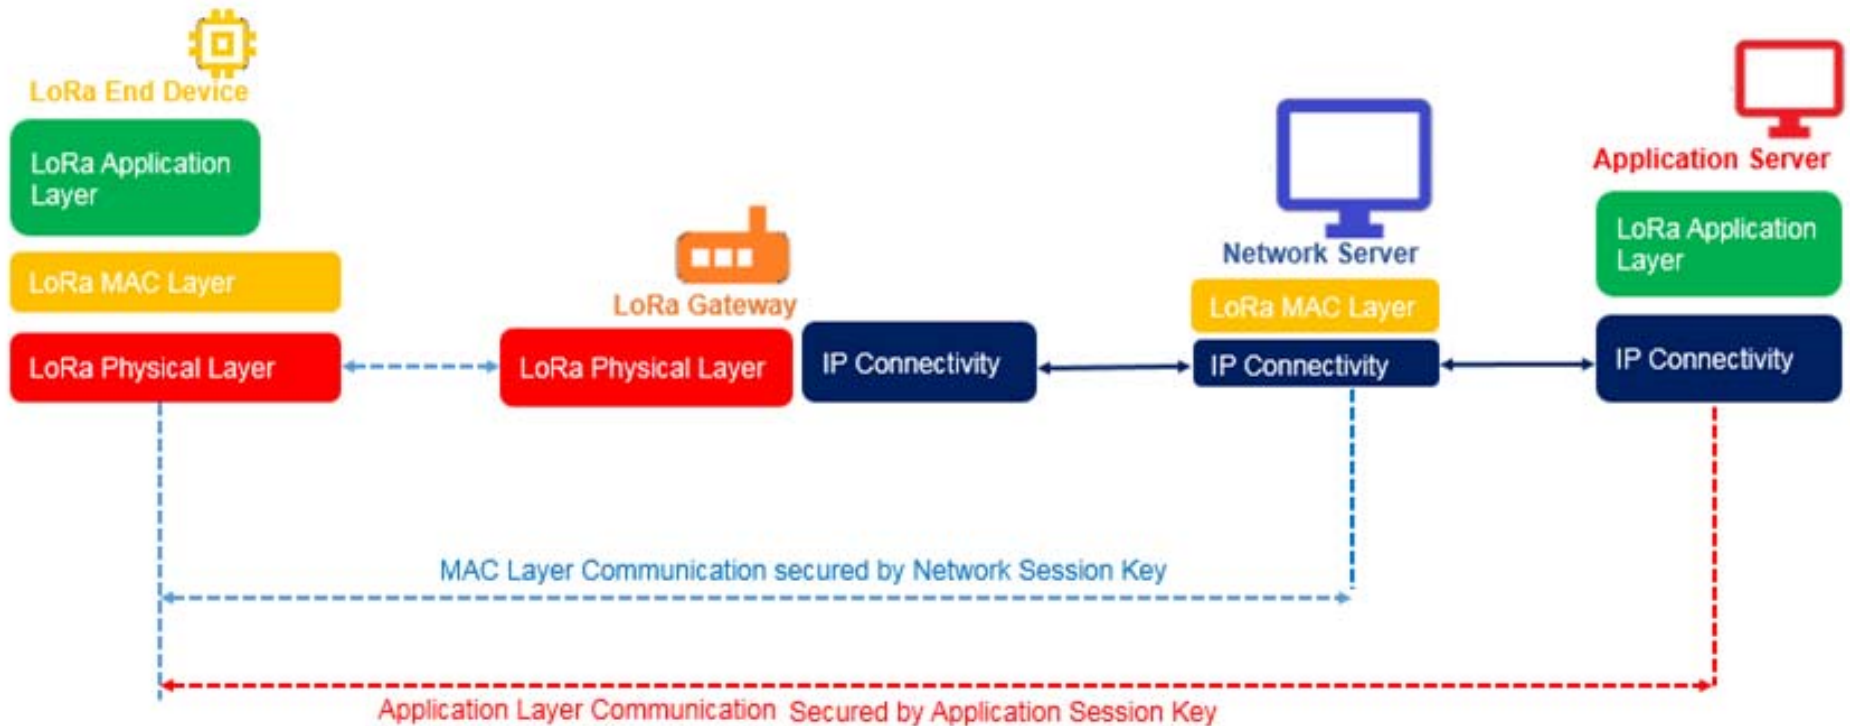 LoRa End Device
LoRa Application
Layer
LoRa MAC Layer
LoRa Physical Layer
LoRa Gateway
LoRa Physical Layer
IP Connectivity
Network Server
LoRa MAC Layer
IP Connectivity
Application Server
LoRa Application
Layer
IP Connectivity
MAC Layer Communication secured by Network Session Key
Application Layer Communication Secured by Application Session Key